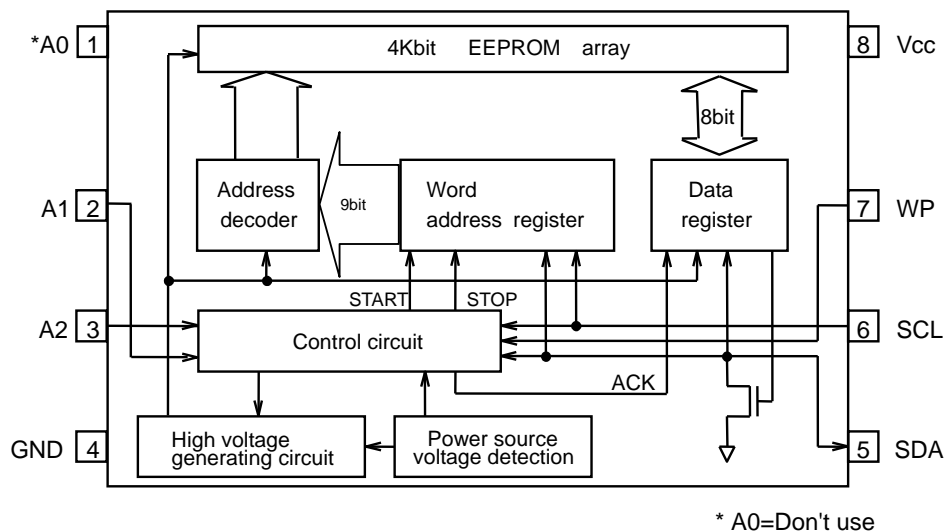 *A0 1
4Kbit EEPROM array
8 Vcc
8bit
A1 2
Address
decoder
9bit
Word
address register
Data
register
7 WP
START
STOP
A2 3
Control circuit
6 SCL
ACK
GND 4
High voltage
generating circuit
Power source
voltage detection
5 SDA
* A0=Don't use